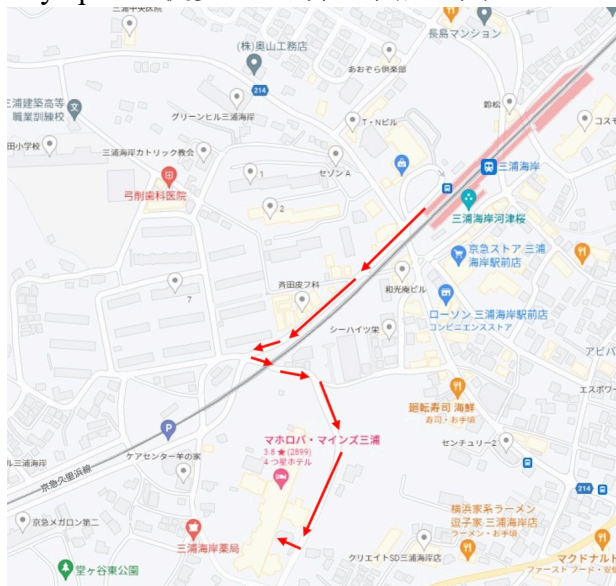 三浦中央医院
長島マンション
(株)奥山工務店
あおぞら倶楽部
214
三浦建築高等
職業訓練校
グリーンヒル三浦海岸
鈴松
コスモ
T・Nビル
田小学校
三浦海岸カトリック教会
セゾンA
1
三浦海岸
弓削歯科医院
2
三浦海岸河津桜
京急ストア 三浦
海岸駅前店
斉田皮フ科
和光庵ビル
7
ローソン 三浦海岸駅前店
コンビニエンスストア
シーハイツ栄
アビバ
エスポワー
廻転寿司 海鮮
寿司・お手頃
P
マホロバ・マインズ三浦
3.8 ★ (2899)
4 つ星ホテル
センチュリー2
ケアセンター羊の家
ル三浦海岸
京急久里浜線
214
横浜家系ラーメン
逗子家 三浦海岸店
ラーメン・お手頃
京急メガロン第二
三浦海岸薬局
クリエイトSD三浦海岸店
マクドナルド
ファースト フード・安
堂ヶ谷東公園